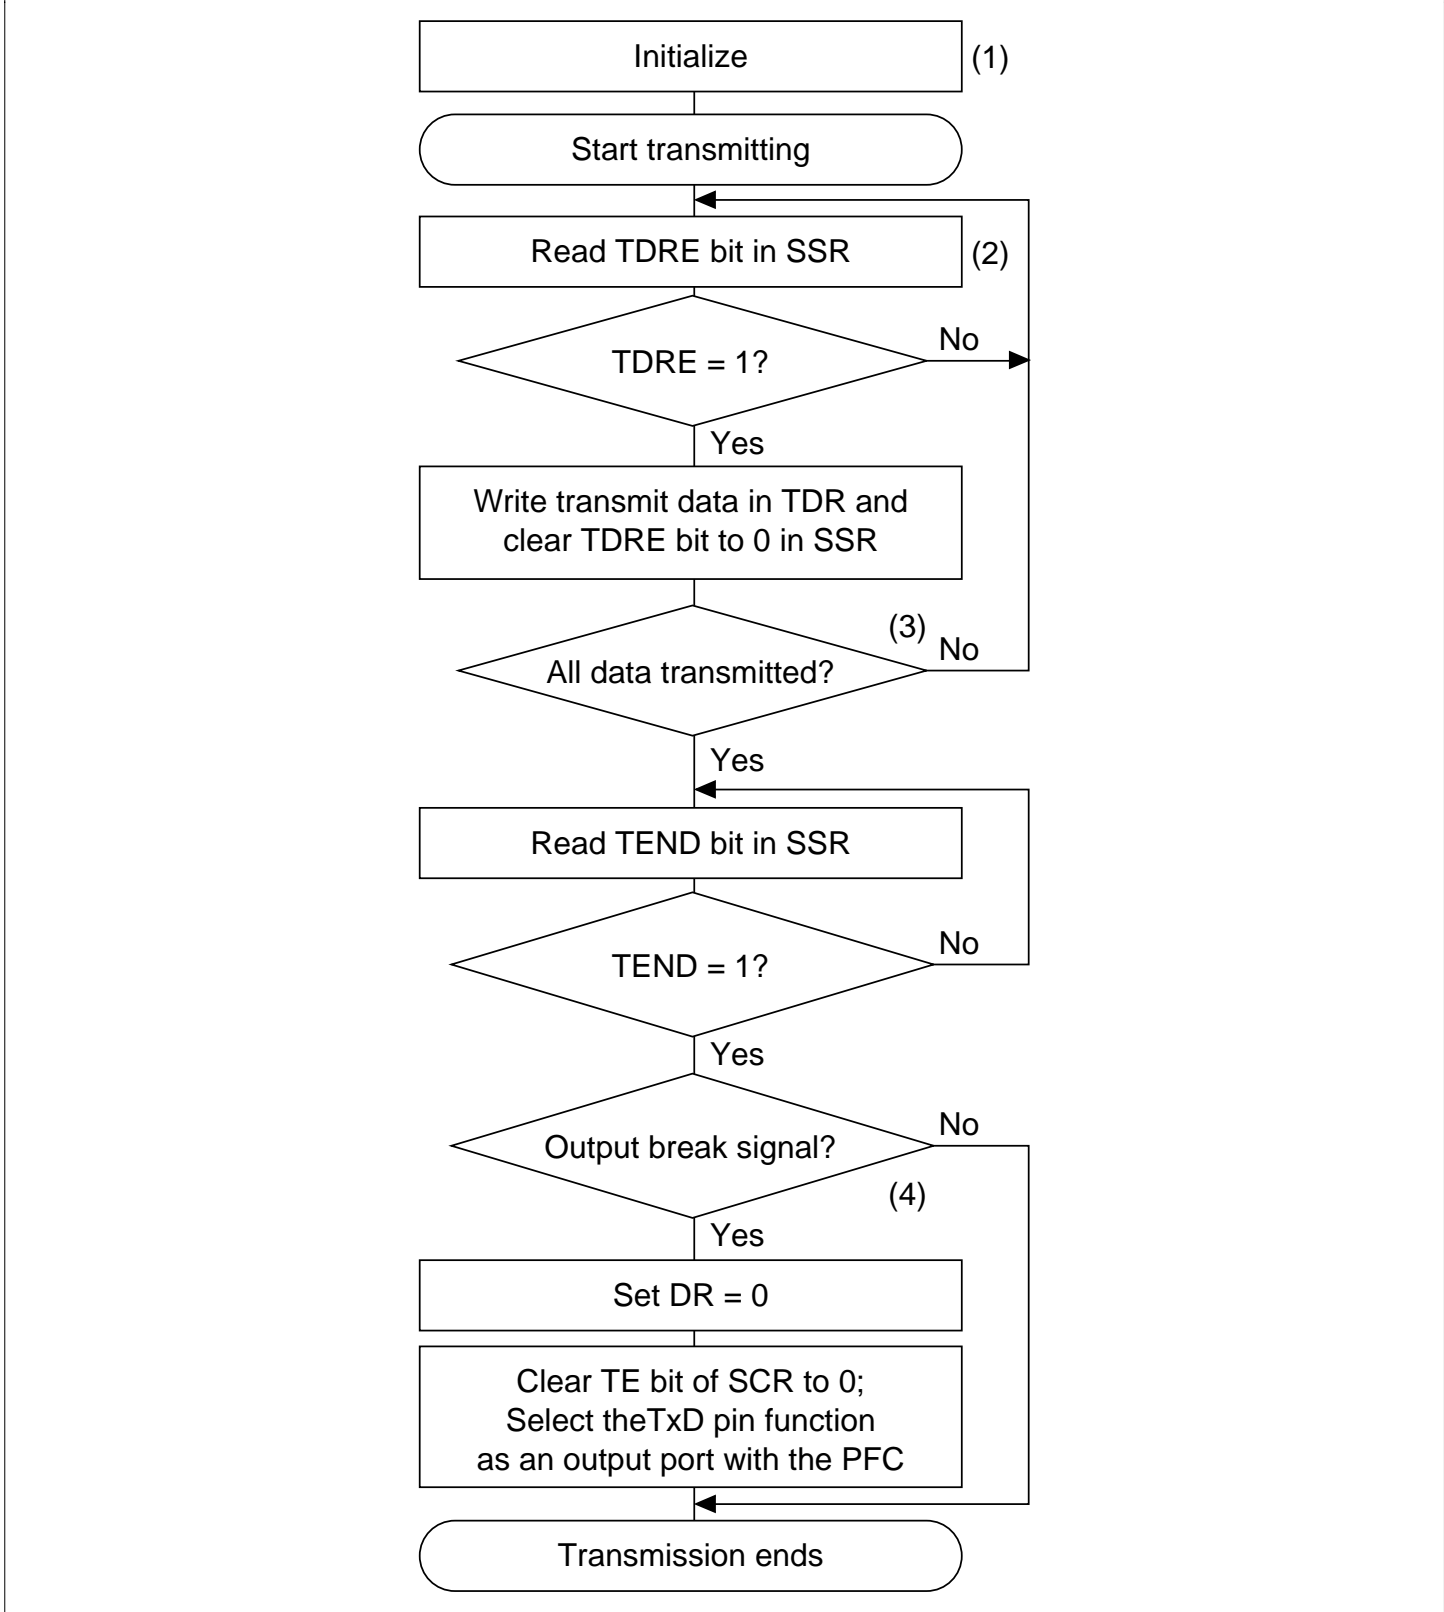 Initialize
(1)
Start transmitting
Read TDRE bit in SSR
(2)
TDRE = 1?
No
Yes
Write transmit data in TDR and
clear TDRE bit to 0 in SSR
(3)
All data transmitted?
No
Yes
Read TEND bit in SSR
TEND = 1?
No
Yes
Output break signal?
No
(4)
Yes
Set DR = 0
Clear TE bit of SCR to 0;
Select theTxD pin function
as an output port with the PFC
Transmission ends